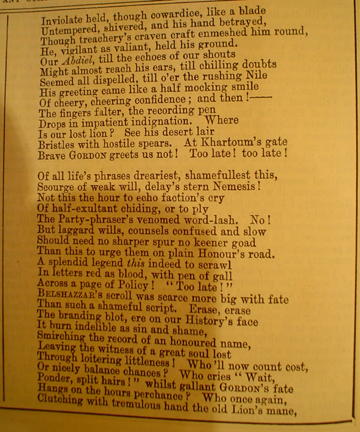 Inviolate held, though cowardice, like a blade
Untempered, shivered, and his hand betrayed,
Though treachery's craven craft enmeshed him round,
He, vigilant as valiant, held his ground.
Our Abdiel, till the echoes of our shouts
Might almost reach his ears, till chilling doubts
Seemed all dispelled, till o'er the rushing Nile
His greeting came like a half mocking smile
Of cheery, cheering confidence; and then!——
The fingers falter, the recording pen
Drops in impatient indignation. Where
Is our lost lion? See his desert lair
Bristles with hostile spears. At Khartoum's gate
Brave GORDON greets us not! Too late! too late!
Of all life's phrases dreariest, shamefullest this,
Scourge of weak will, delay's stern Nemesis!
Not this the hour to echo faction's cry
Of half-exultant chiding, or to ply
The Party-phraser's venomed word-lash. No!
But laggard wills, counsels confused and slow
Should need no sharper spur no keener goad
Than this to urge them on plain Honour's road.
A splendid legend this indeed to scrawl
In letters red as blood, with pen of gall
Across a page of Policy! "Too late!"
BELSHAZZAR'S scroll was scarce more big with fate
Than such a shameful script. Erase, erase
The branding blot, ere on our History's face
It burn indelible as sin and shame,
Smirching the record of an honoured name,
Leaving the witness of a great soul lost
Through loitering littleness! Who'll now count cost,
Or nicely balance chances? Who cries "Wait,
Ponder, split hairs!" whilst gallant GORDON'S fate
Hangs on the hours perchance? Who once again,
Clutching with tremulous hand the old Lion's mane,